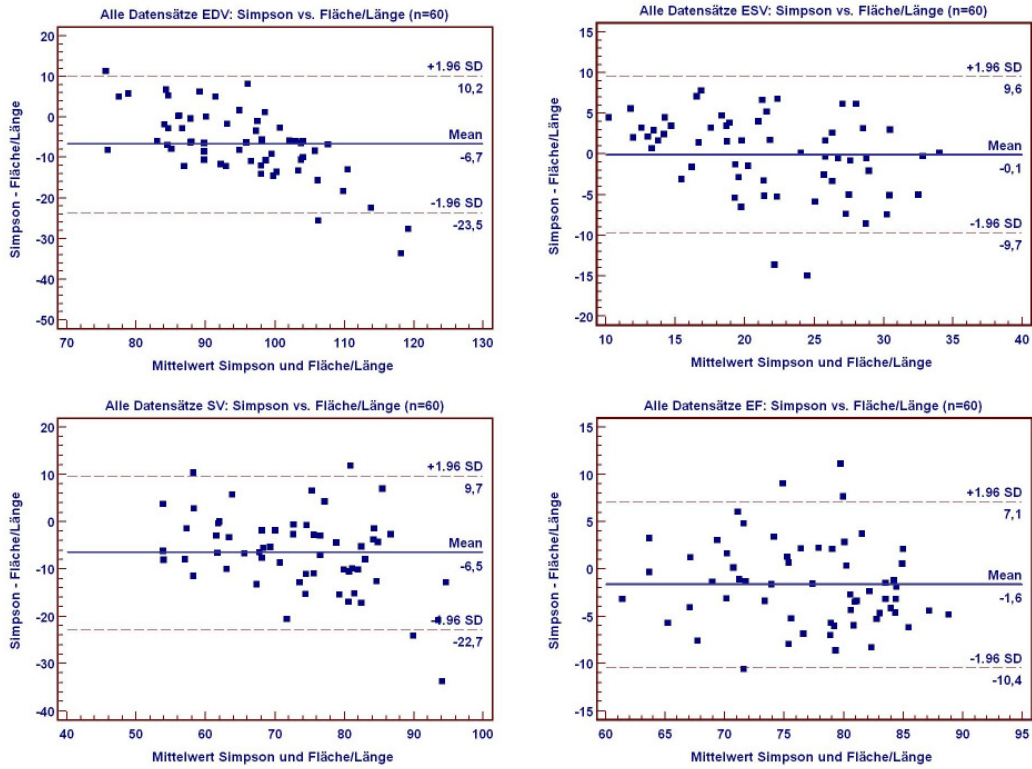 Alle Datensätze EDV: Simpson vs. Fläche/Länge (n=60)
Simpson - Fläche/Länge
20
10
0
-10
-20
-30
-40
-50
+1.96 SD
10,2
Mean
-6,7
-1.96 SD
-23,5
70 80 90 100 110 120 130
Mittelwert Simpson und Fläche/Länge
Alle Datensätze ESV: Simpson vs. Fläche/Länge (n=60)
Simpson - Fläche/Länge
15
10
5
0
-5
-10
-15
-20
+1.96 SD
9,6
Mean
-0,1
-1.96 SD
-9,7
10 15 20 25 30 35 40
Mittelwert Simpson und Fläche/Länge
Alle Datensätze SV: Simpson vs. Fläche/Länge (n=60)
Simpson - Fläche/Länge
20
10
0
-10
-20
-30
-40
+1.96 SD
9,7
Mean
-6,5
-1.96 SD
-22,7
40 50 60 70 80 90 100
Mittelwert Simpson und Fläche/Länge
Alle Datensätze EF: Simpson vs. Fläche/Länge (n=60)
Simpson - Fläche/Länge
15
10
5
0
-5
-10
-15
+1.96 SD
7,1
Mean
-1,6
-1.96 SD
-10,4
60 65 70 75 80 85 90 95
Mittelwert Simpson und Fläche/Länge